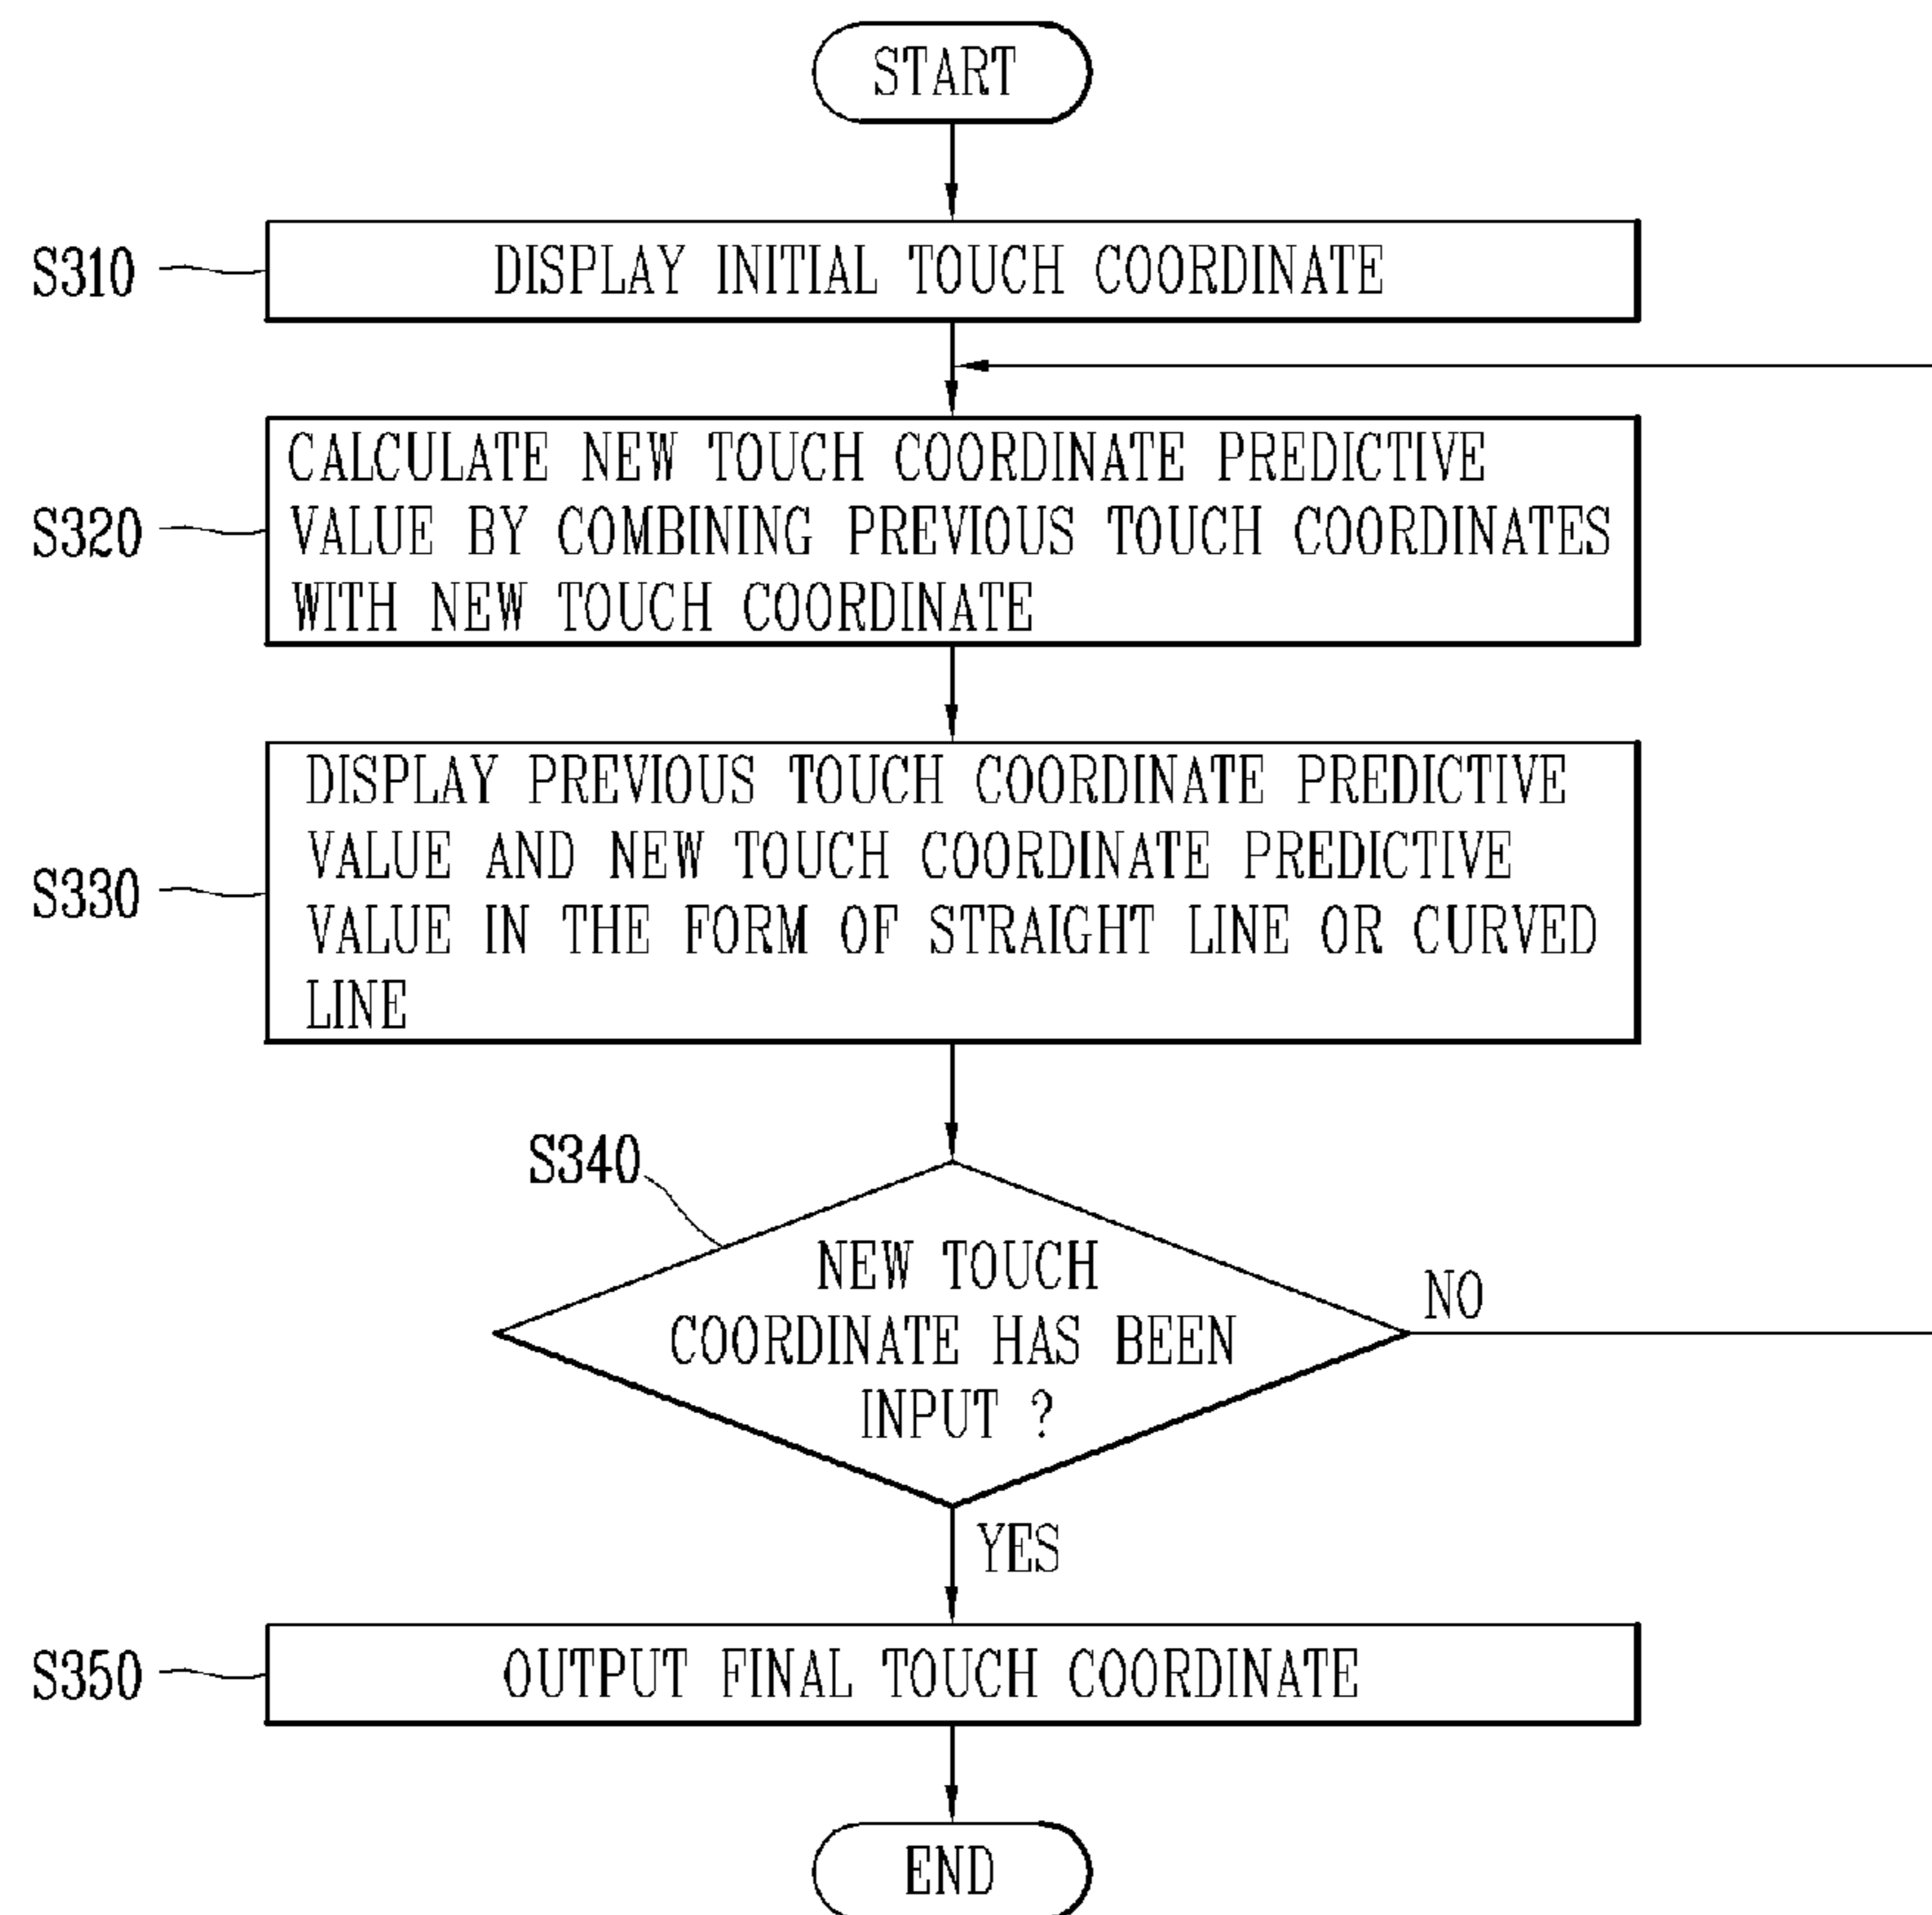 START
S310
DISPLAY INITIAL TOUCH COORDINATE
S320
CALCULATE NEW TOUCH COORDINATE PREDICTIVE
VALUE BY COMBINING PREVIOUS TOUCH COORDINATES
WITH NEW TOUCH COORDINATE
S330
DISPLAY PREVIOUS TOUCH COORDINATE PREDICTIVE
VALUE AND NEW TOUCH COORDINATE PREDICTIVE
VALUE IN THE FORM OF STRAIGHT LINE OR CURVED
LINE
S340
NEW TOUCH
COORDINATE HAS BEEN
INPUT ?
NO
YES
S350
OUTPUT FINAL TOUCH COORDINATE
END